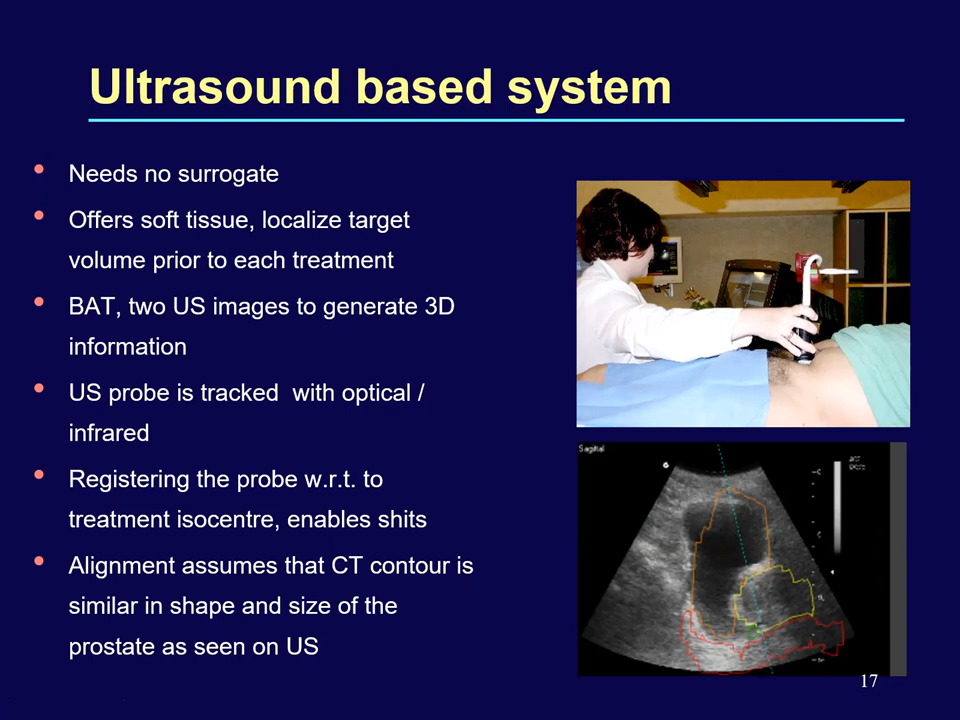 Ultrasound based system
Needs no surrogate
Offers soft tissue, localize target
volume prior to each treatment
BAT, two US images to generate 3D
information
US probe is tracked  with optical /
infrared
Registering the probe w.r.t. to
treatment isocentre, enables shits
Alignment assumes that CT contour is
similar in shape and size of the
prostate as seen on US
Sagittal
17